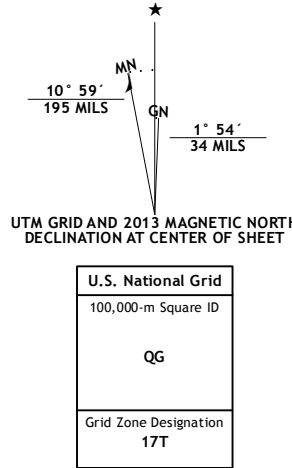 ★
MN
10° 59´
195 MILS
GN
1° 54´
34 MILS
UTM GRID AND 2013 MAGNETIC NORTH
DECLINATION AT CENTER OF SHEET
U.S. National Grid
100,000-m Square ID
QG
Grid Zone Designation
17T